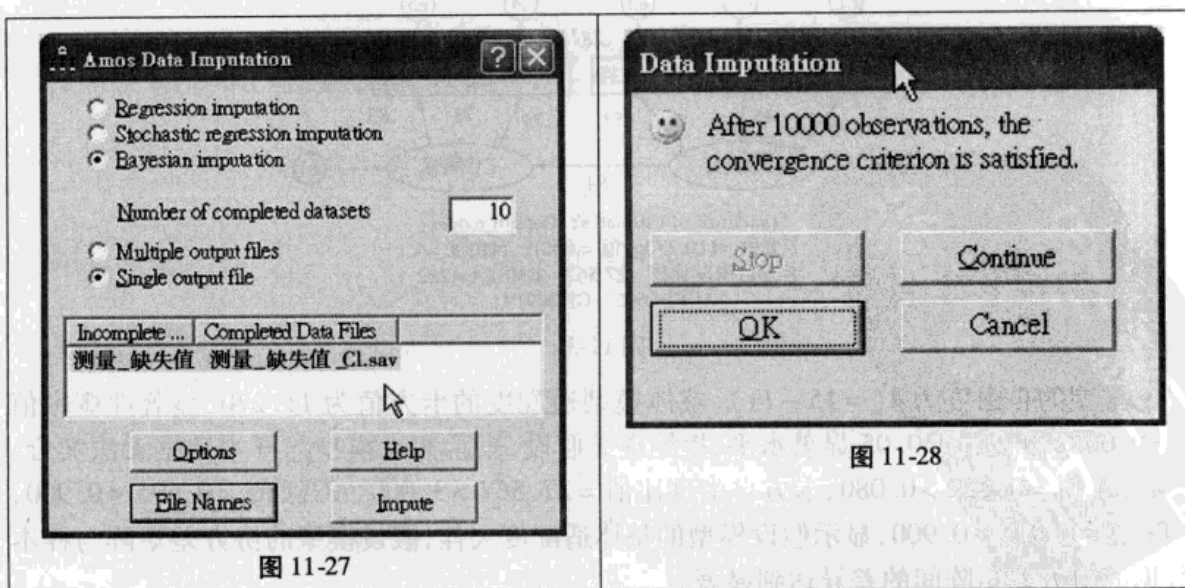 Amos Data Imputation
Regression imputation
Stochastic regression imputation
Bayesian imputation
Number of completed datasets 10
Multiple output files
Single output file
Incomplete ... Completed Data Files
测量_缺失值 测量_缺失值_C1.sav
Options Help
File Names Impute
图 11-27
Data Imputation
After 10000 observations, the
convergence criterion is satisfied.
Stop Continue
OK Cancel
图 11-28